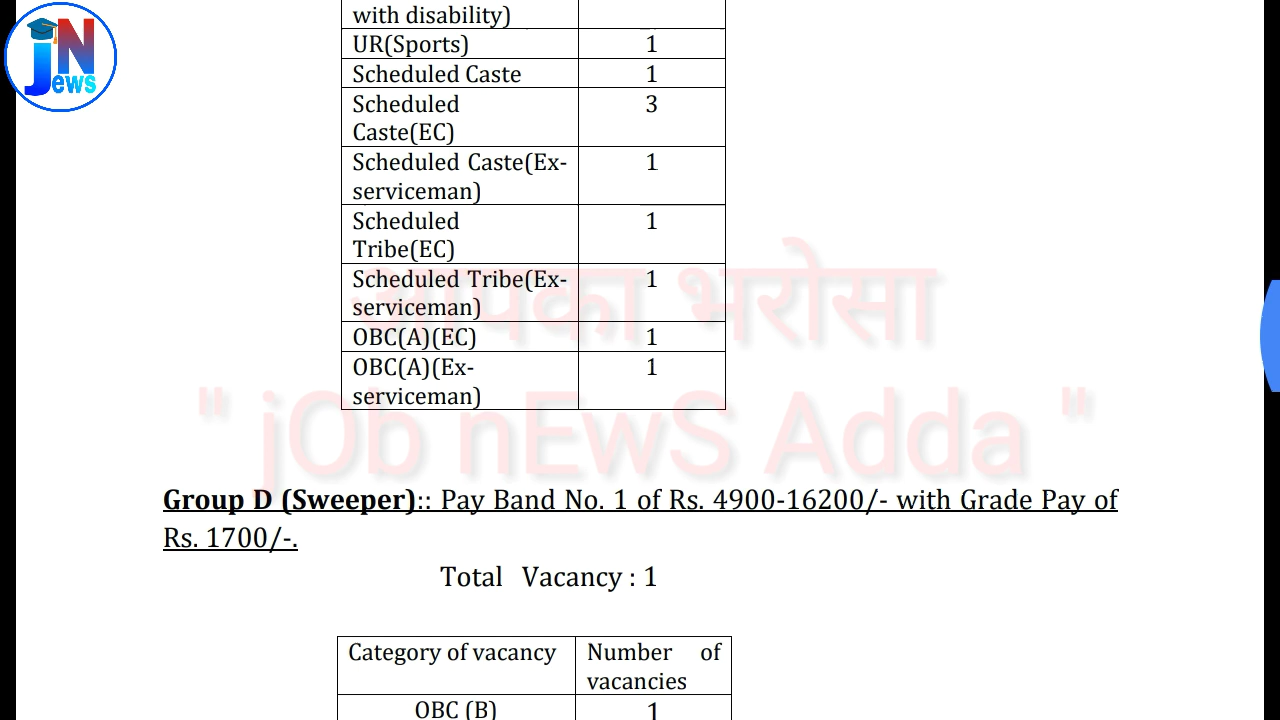 JN
ews
with disability)
UR(Sports) 1
Scheduled Caste 1
Scheduled 3
Caste(EC)
Scheduled Caste(Ex- 1
serviceman)
Scheduled 1
Tribe(EC)
Scheduled Tribe(Ex- 1
serviceman)
OBC(A)(EC) 1
OBC(A)(Ex- 1
serviceman)
आपका भरोसा
" jOb nEwS Adda "
Group D (Sweeper):: Pay Band No. 1 of Rs. 4900-16200/- with Grade Pay of
Rs. 1700/-.
Total Vacancy : 1
Category of vacancy Number of
vacancies
OBC (B) 1